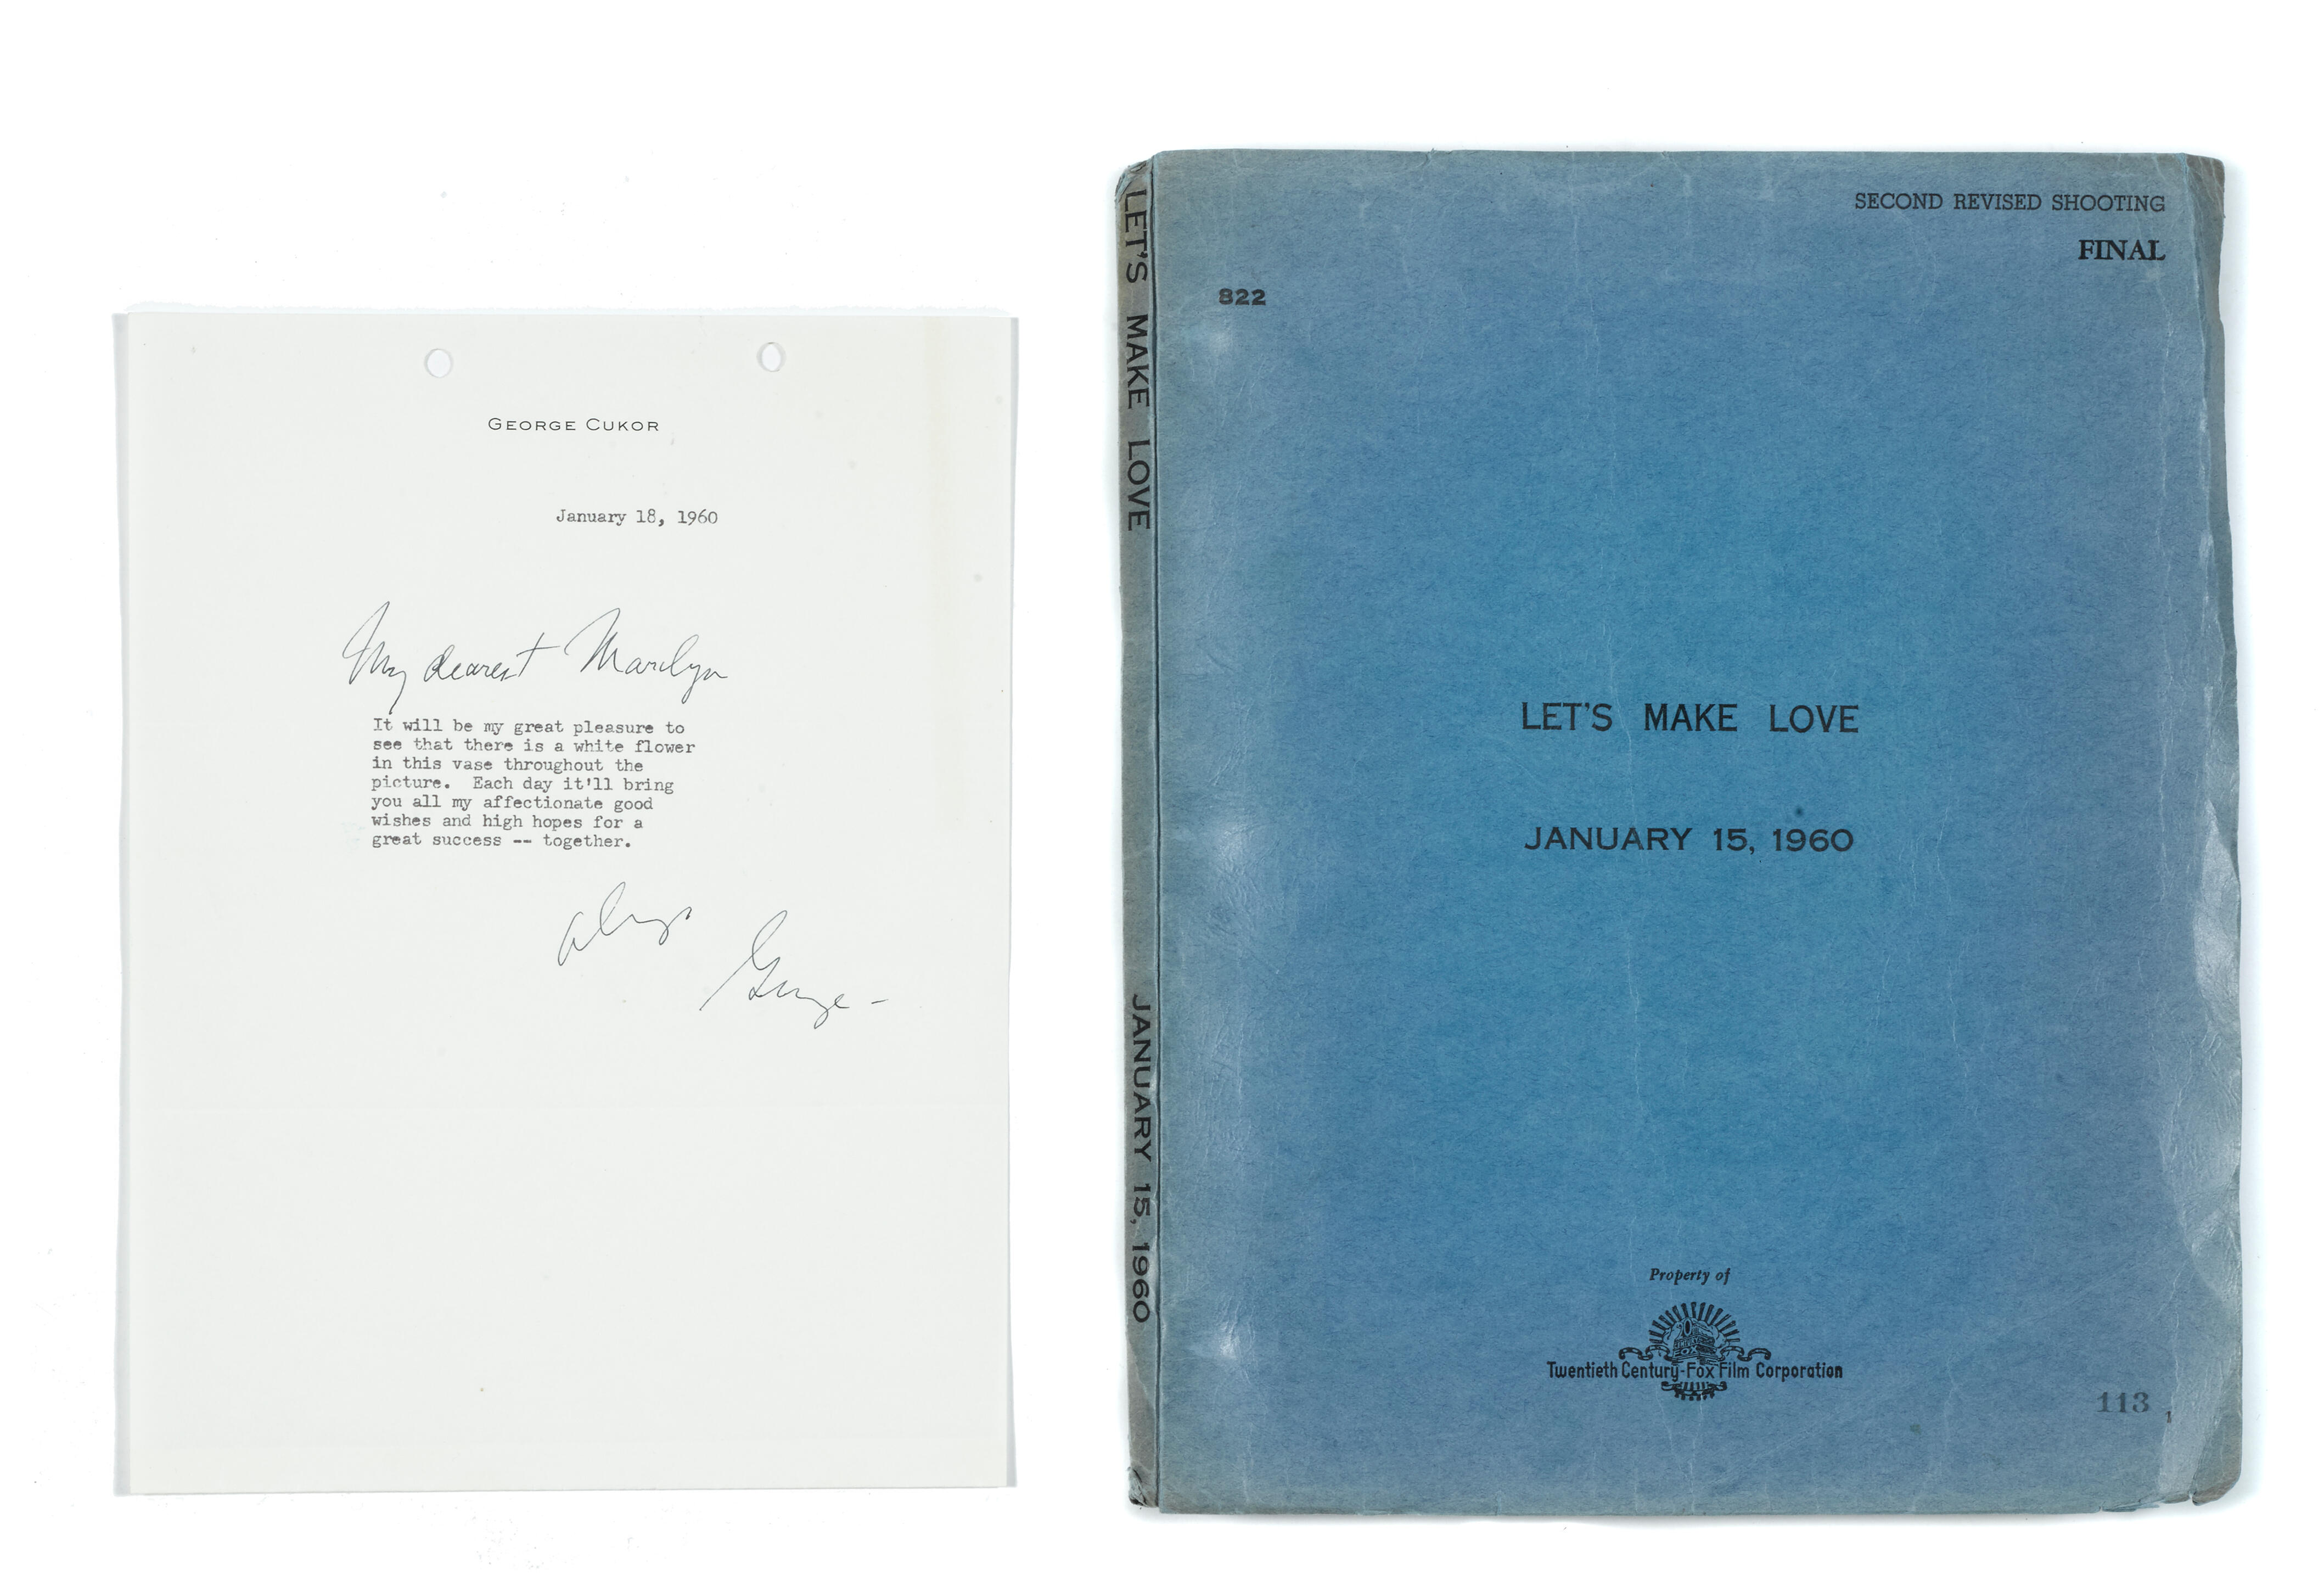 GEORGE CUKOR
January 18, 1960
My dearest Marilyn
It will be my great pleasure to
see that there is a white flower
in this vase throughout the
picture.  Each day it'll bring
you all my affectionate good
wishes and high hopes for a
great success -- together.
George -
LET'S MAKE LOVE JANUARY 15, 1960
SECOND REVISED SHOOTING
FINAL
822
LET'S MAKE LOVE
JANUARY 15, 1960
Property of
Twentieth Century-Fox Film Corporation
113
1